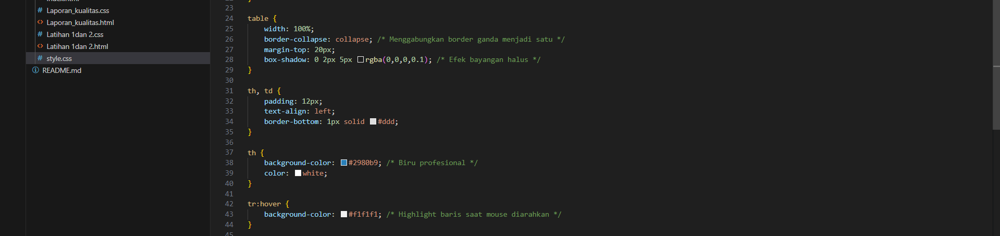 Laporan_kualitas.css
Laporan_kualitas.html
Latihan 1dan 2.css
Latihan 1dan 2.html
style.css
README.md
23
24 table {
25 width: 100%;
26 border-collapse: collapse; /* Menggabungkan border ganda menjadi satu */
27 margin-top: 20px;
28 box-shadow: 0 2px 5px rgba(0,0,0,0.1); /* Efek bayangan halus */
29 }
30
31 th, td {
32 padding: 12px;
33 text-align: left;
34 border-bottom: 1px solid #ddd;
35 }
36
37 th {
38 background-color: #2980b9; /* Biru profesional */
39 color: white;
40 }
41
42 tr:hover {
43 background-color: #f1f1f1; /* Highlight baris saat mouse diarahkan */
44 }